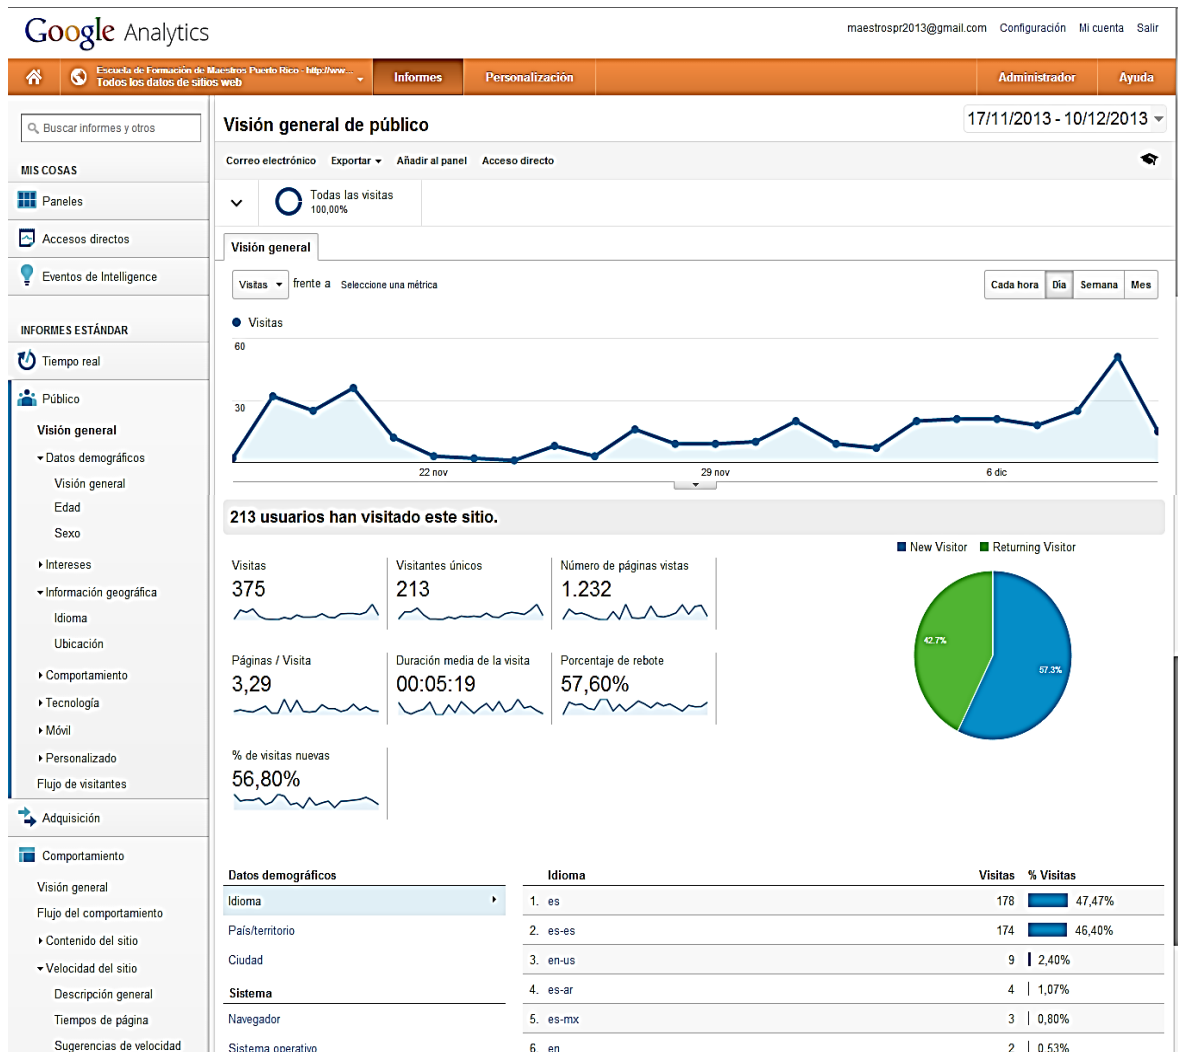 Google Analytics
maestrospr2013@gmail.com Configuración Mi cuenta Salir
Escuela de Formación de Maestros Puerto Rico - http://ww...
Todos los datos de sitios web
Informes Personalización Administrador Ayuda
Buscar informes y otros
MIS COSAS
Paneles
Accesos directos
Eventos de Intelligence
INFORMES ESTÁNDAR
Tiempo real
Público
Visión general
Datos demográficos
Visión general
Edad
Sexo
Intereses
Información geográfica
Idioma
Ubicación
Comportamiento
Tecnología
Móvil
Personalizado
Flujo de visitantes
Adquisición
Comportamiento
Visión general
Flujo del comportamiento
Contenido del sitio
Velocidad del sitio
Descripción general
Tiempos de página
Sugerencias de velocidad
Visión general de público
17/11/2013 - 10/12/2013
Correo electrónico Exportar Añadir al panel Acceso directo
Todas las visitas
100,00%
Visión general
Visitas frente a Seleccione una métrica
Cada hora Día Semana Mes
Visitas
60
30
22 nov 29 nov 6 dic
213 usuarios han visitado este sitio.
New Visitor Returning Visitor
42.7%
57.3%
Visitas
375
Visitantes únicos
213
Número de páginas vistas
1.232
Páginas / Visita
3,29
Duración media de la visita
00:05:19
Porcentaje de rebote
57,60%
% de visitas nuevas
56,80%
Datos demográficos
Idioma
País/territorio
Ciudad
Sistema
Navegador
Sistema operativo
Idioma Visitas % Visitas
1. es 178 47,47%
2. es-es 174 46,40%
3. en-us 9 2,40%
4. es-ar 4 1,07%
5. es-mx 3 0,80%
6. en 2 0,53%